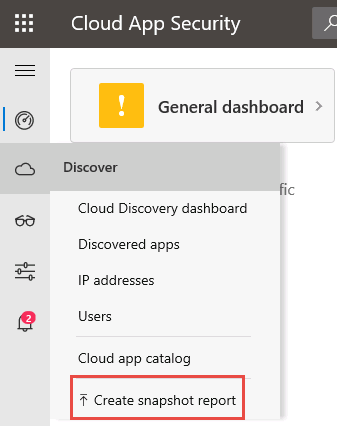 Cloud App Security
General dashboard
Discover
fic
Cloud Discovery dashboard
Discovered apps
IP addresses
Users
Cloud app catalog
2
Create snapshot report